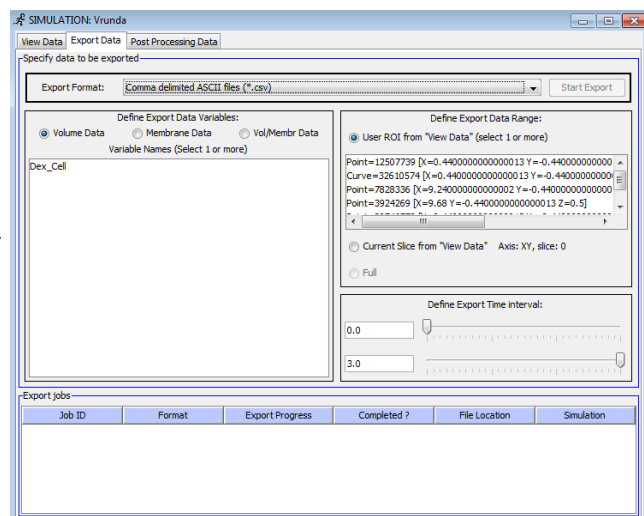 SIMULATION: Vrunda
View Data Export Data Post Processing Data
Specify data to be exported
Export Format: Comma delimited ASCII files (*.csv) Start Export
Define Export Data Variables:
Volume Data Membrane Data Vol/Membr Data
Variable Names (Select 1 or more)
Dex_Cell
Define Export Data Range:
User ROI from "View Data" (select 1 or more)
Point=12507739 [X=0.4400000000000013 Y=-0.440000000000
Curve=32610574 [X=0.4400000000000013 Y=-0.44000000000
Point=7828336 [X=9.240000000000002 Y=-0.44000000000000
Point=3924269 [X=9.68 Y=-0.4400000000000013 Z=0.5]
Current Slice from "View Data" Axis: XY, slice: 0
Full
Define Export Time interval:
0.0
3.0
Export jobs
Job ID Format Export Progress Completed ? File Location Simulation